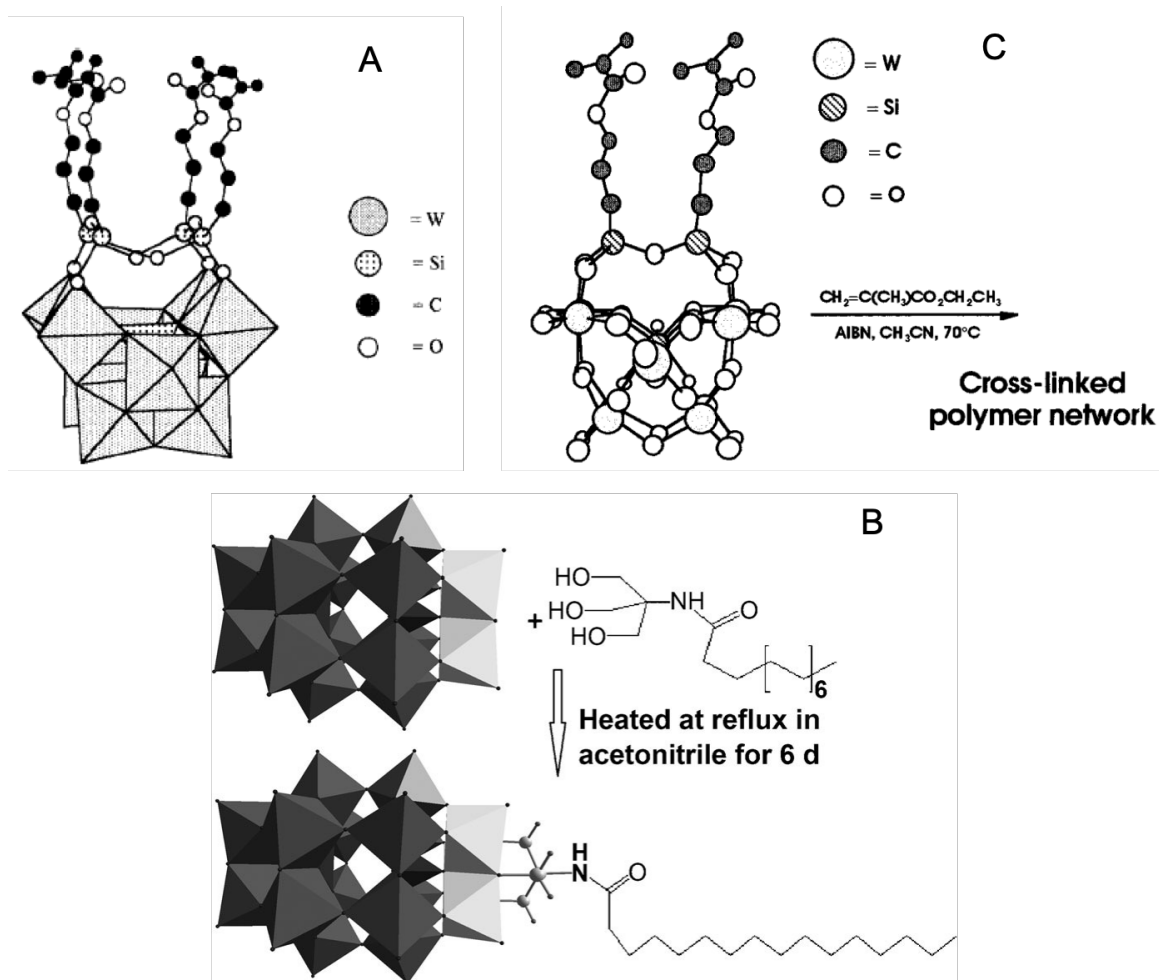 A
= W
= Si
= C
= O
C
= W
= Si
= C
= O
CH₂=C(CH₃)CO₂CH₂CH₃
AIBN, CH₃CN, 70°C
Cross-linked
polymer network
B
HO
HO
HO
NH
O
+
6
Heated at reflux in
acetonitrile for 6 d
H
N
O